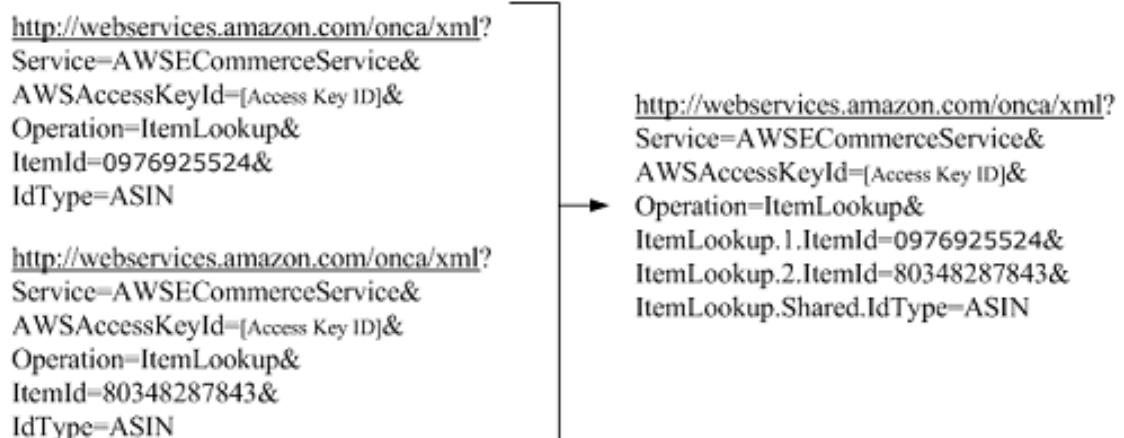 http://webservices.amazon.com/onca/xml?
Service=AWSECommerceService&
AWSAccessKeyId=[Access Key ID]&
Operation=ItemLookup&
ItemId=0976925524&
IdType=ASIN
http://webservices.amazon.com/onca/xml?
Service=AWSECommerceService&
AWSAccessKeyId=[Access Key ID]&
Operation=ItemLookup&
ItemId=80348287843&
IdType=ASIN
http://webservices.amazon.com/onca/xml?
Service=AWSECommerceService&
AWSAccessKeyId=[Access Key ID]&
Operation=ItemLookup&
ItemLookup.1.ItemId=0976925524&
ItemLookup.2.ItemId=80348287843&
ItemLookup.Shared.IdType=ASIN